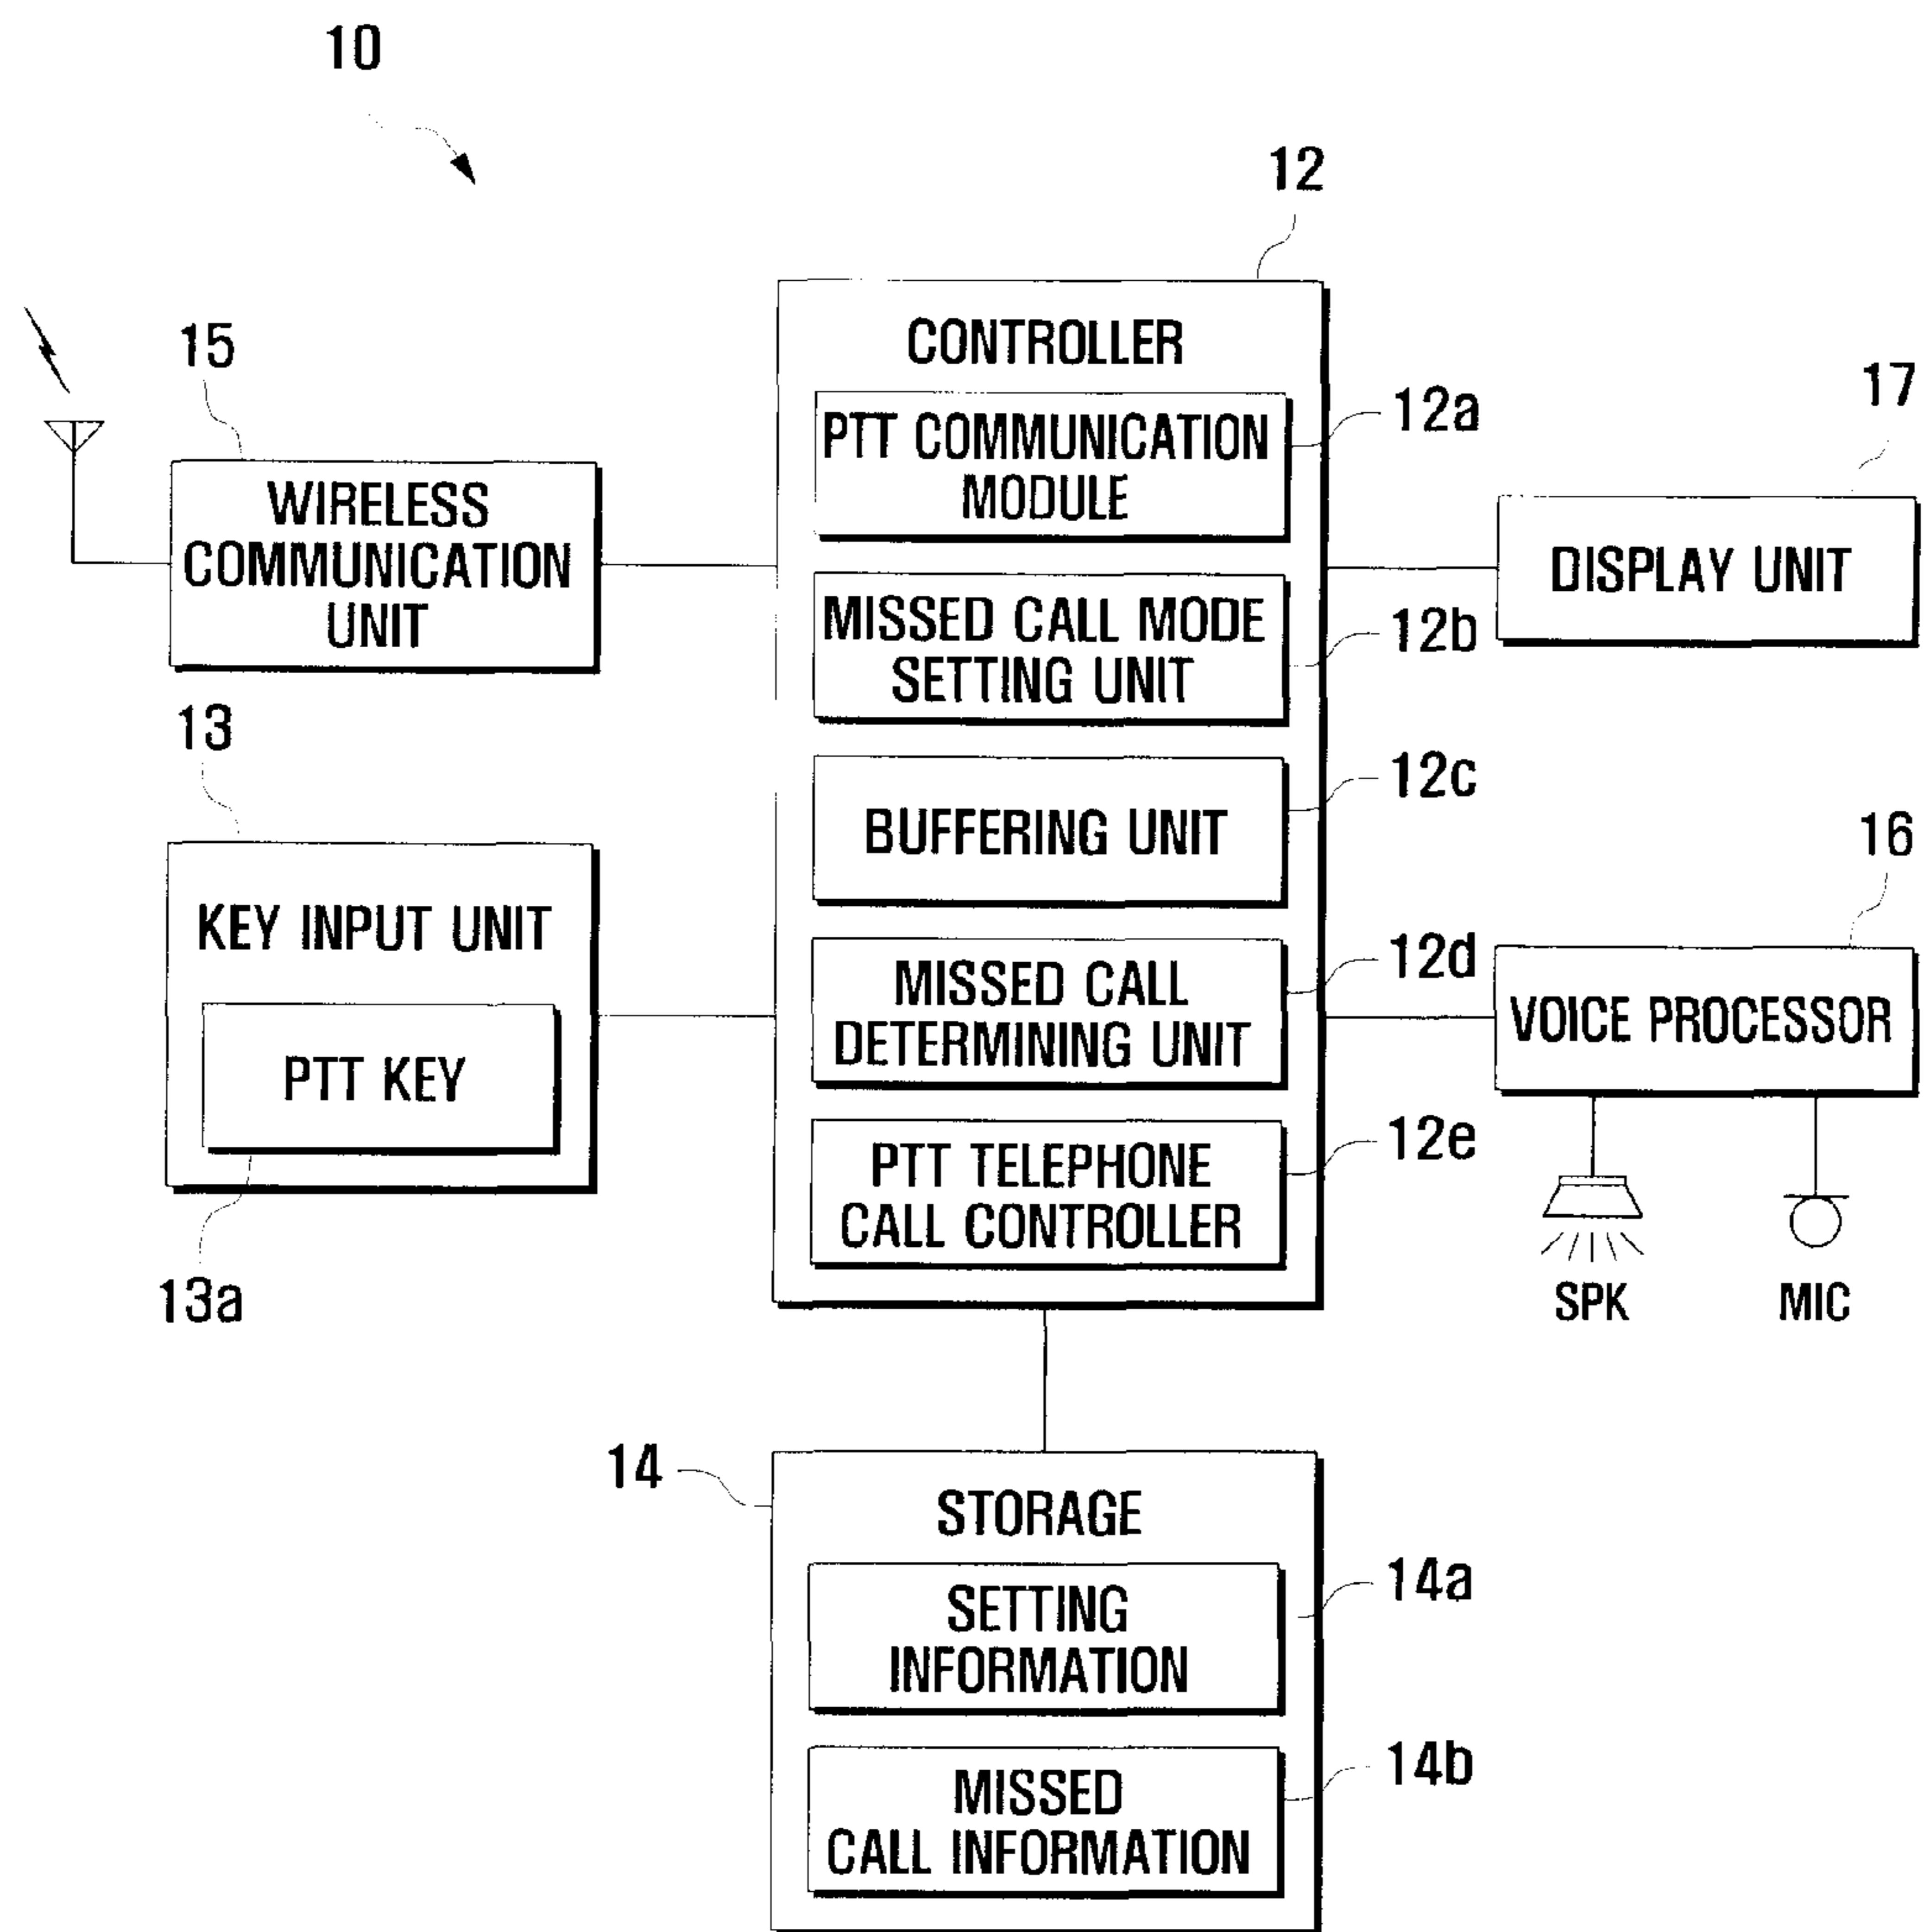 10
12
CONTROLLER
15
17
PTT COMMUNICATION
MODULE
12a
WIRELESS
COMMUNICATION
UNIT
DISPLAY UNIT
MISSED CALL MODE
SETTING UNIT
12b
13
BUFFERING UNIT
12c
16
KEY INPUT UNIT
PTT KEY
13a
MISSED CALL
DETERMINING UNIT
12d
VOICE PROCESSOR
PTT TELEPHONE
CALL CONTROLLER
12e
SPK
MIC
14
STORAGE
SETTING
INFORMATION
14a
MISSED
CALL INFORMATION
14b